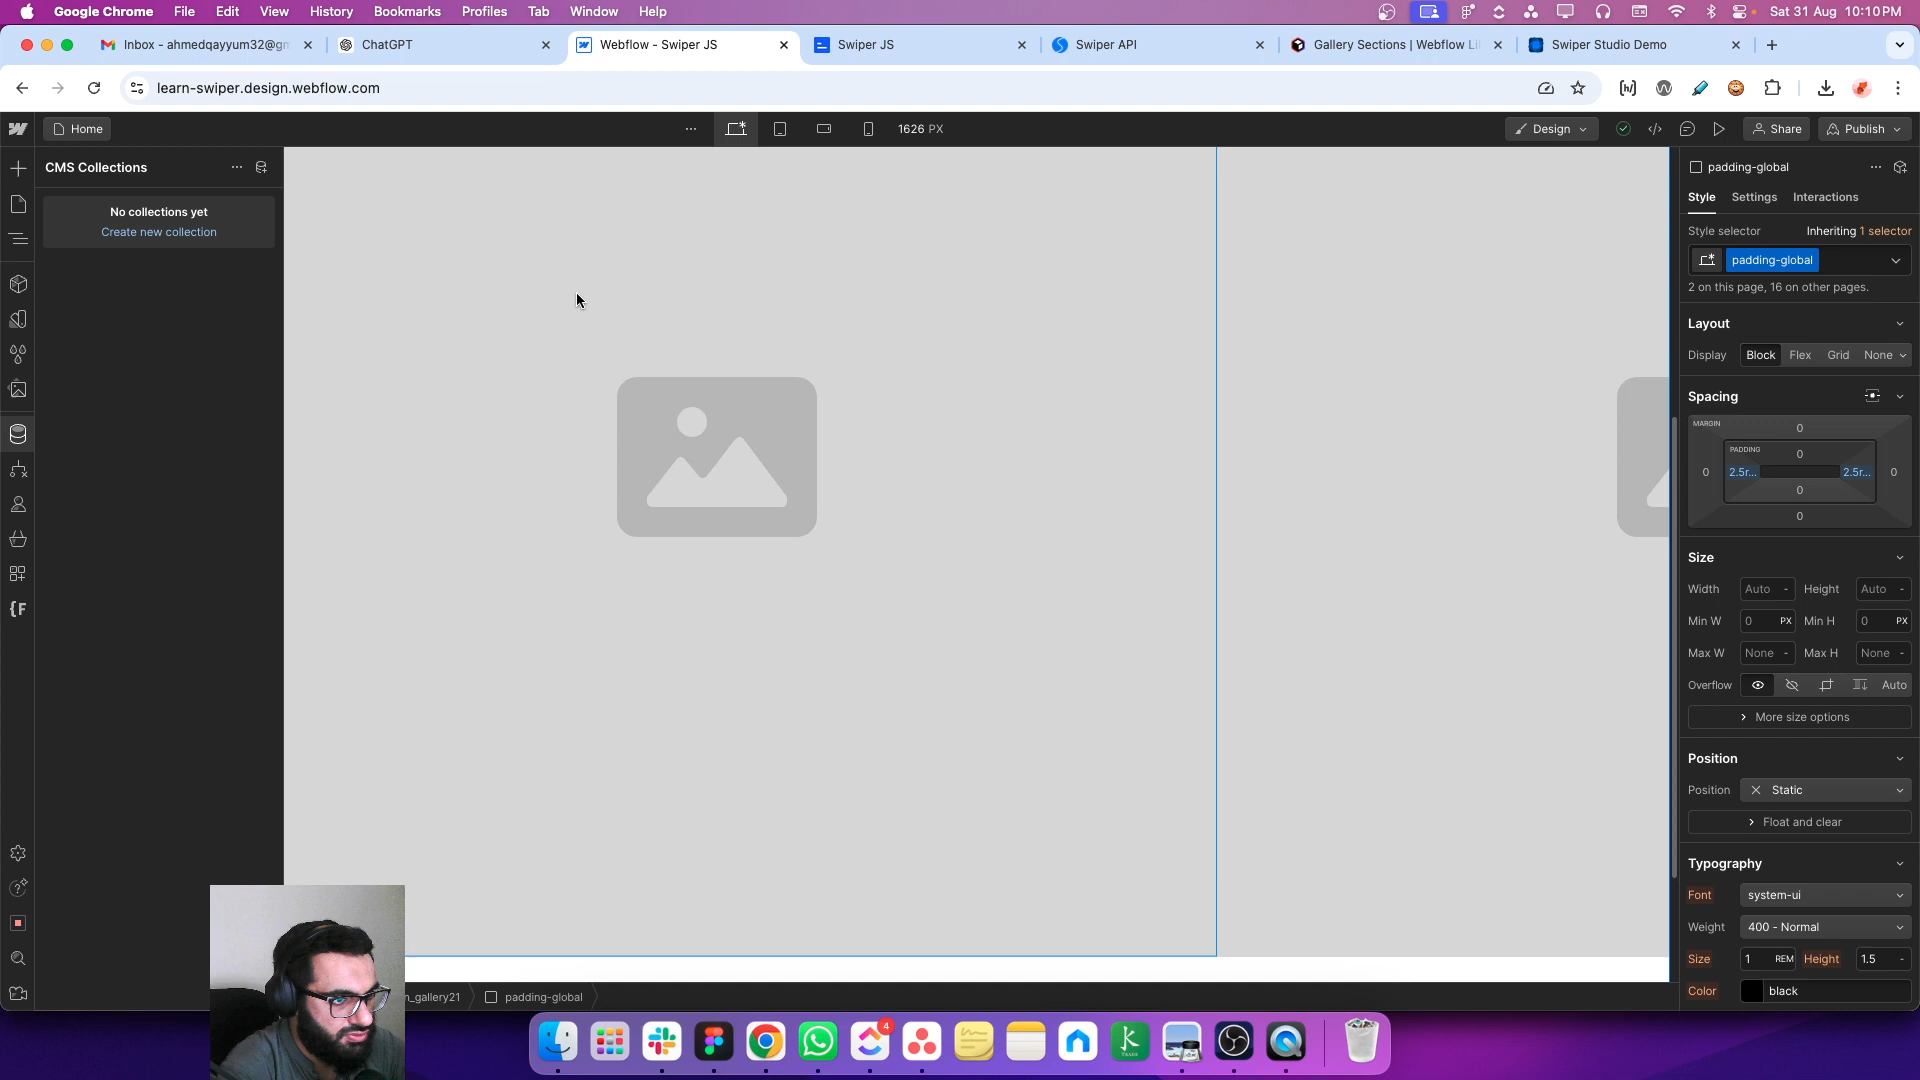 Google Chrome File Edit View History Bookmarks Profiles Tab Window Help Sat 31 Aug 10:10 PM
Inbox - ahmedqayyum32@gm ChatGPT Webflow - Swiper JS Swiper JS Swiper API Gallery Sections | Webflow Li Swiper Studio Demo
learn-swiper.design.webflow.com
Home 1626 PX Design Share Publish
CMS Collections
No collections yet
Create new collection
padding-global
Style Settings Interactions
Style selector Inheriting 1 selector
padding-global
2 on this page, 16 on other pages.
Layout
Display Block Flex Grid None
Spacing
MARGIN 0
PADDING 0
0 2.5r... 2.5r... 0
0
0
Size
Width Auto - Height Auto -
Min W 0 PX Min H 0 PX
Max W None - Max H None -
Overflow Auto
More size options
Position
Position Static
Float and clear
Typography
Font system-ui
Weight 400 - Normal
Size 1 REM Height 1.5 -
Color black
n_gallery21 padding-global
4
TRADE